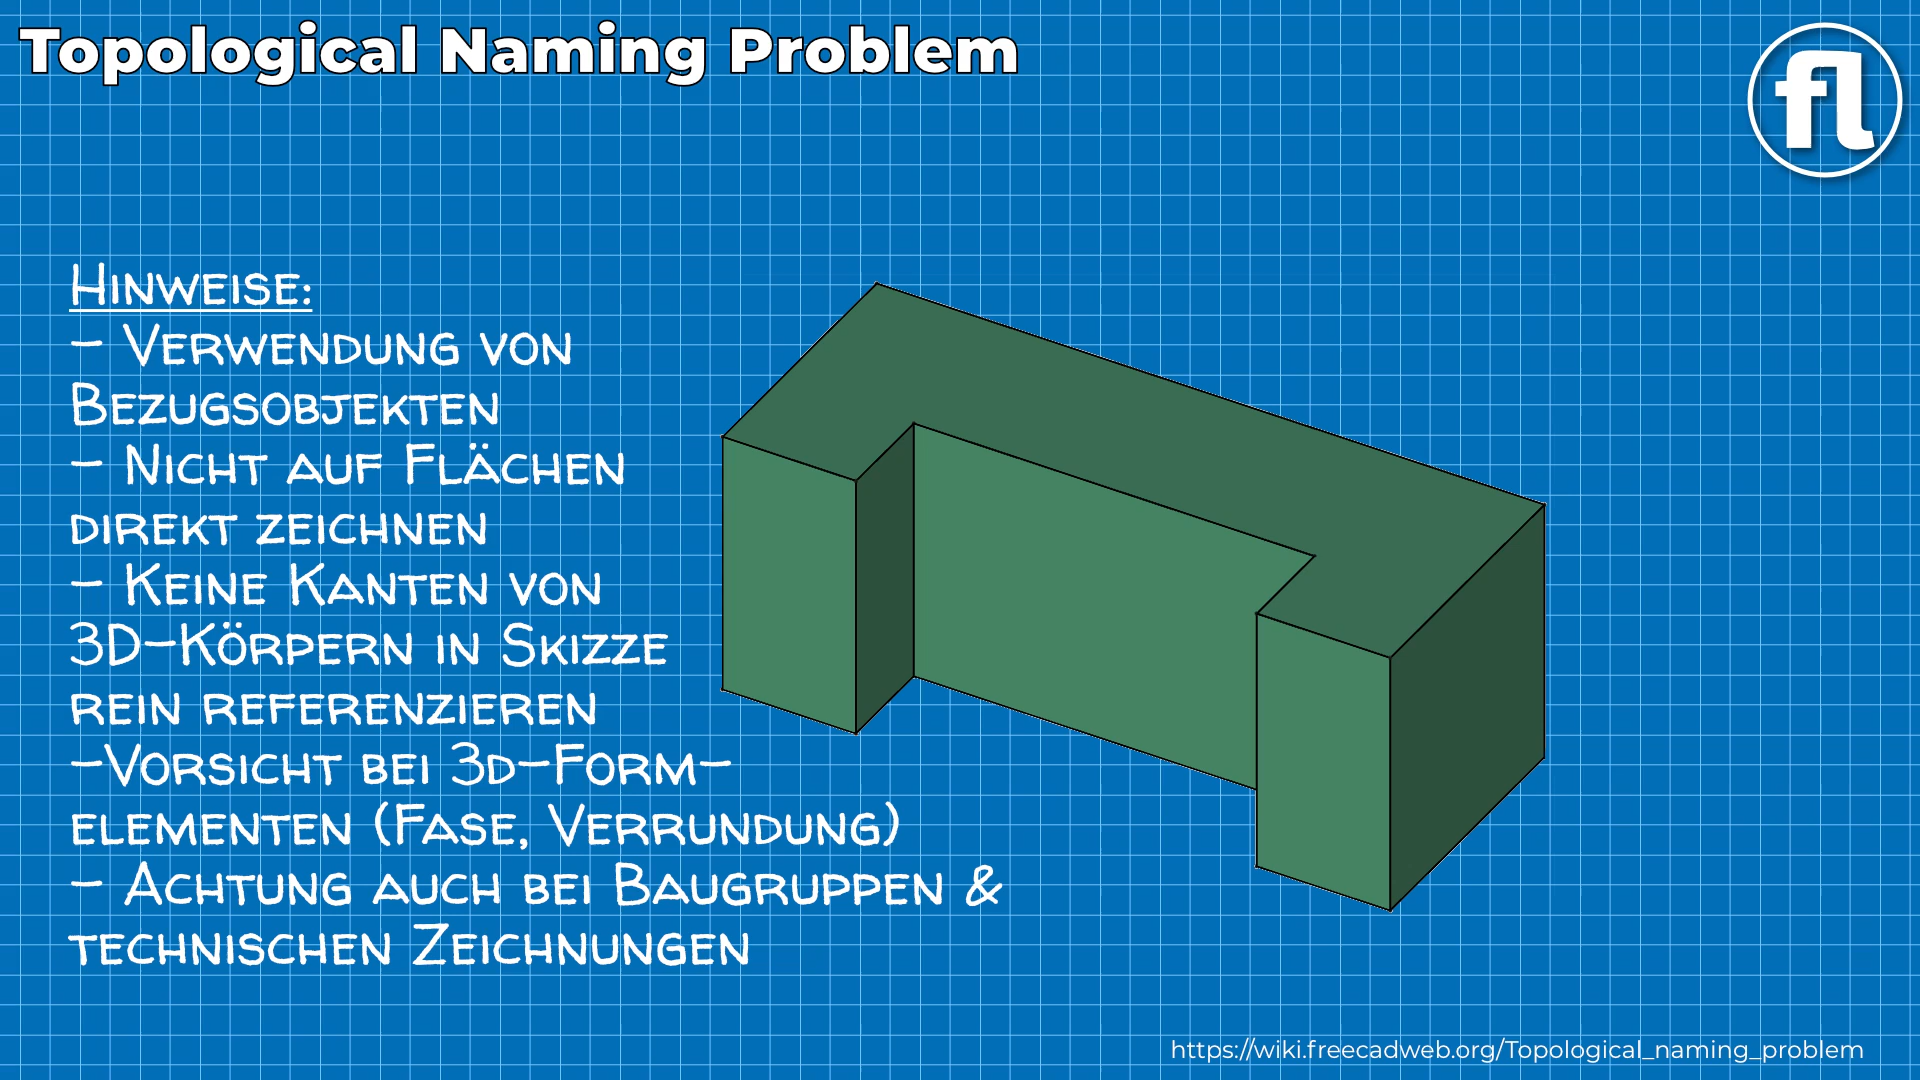 Topological Naming Problem
fl
Hinweise:
- Verwendung von
Bezugsobjekten
- Nicht auf Flächen
direkt zeichnen
- Keine Kanten von
3D-Körpern in Skizze
rein referenzieren
-Vorsicht bei 3d-Form-
elementen (Fase, Verrundung)
- Achtung auch bei Baugruppen &
technischen Zeichnungen
https://wiki.freecadweb.org/Topological_naming_problem